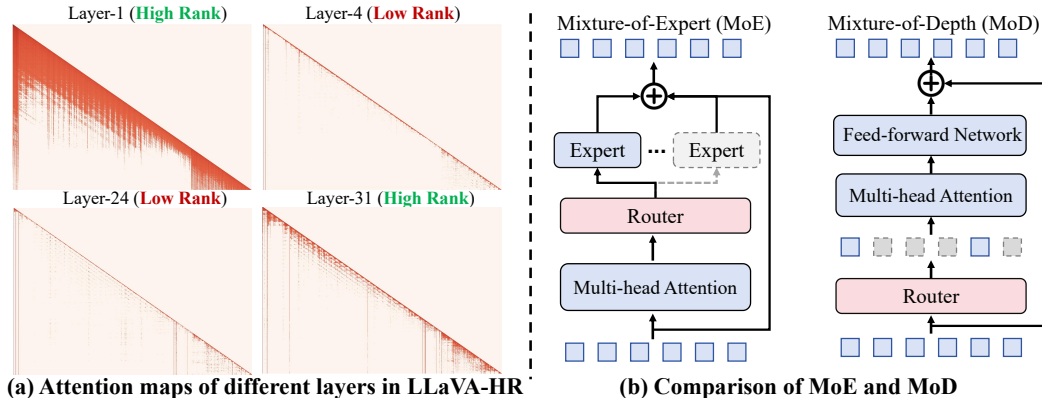 Layer-1 (High Rank)
Layer-4 (Low Rank)
Layer-24 (Low Rank)
Layer-31 (High Rank)
(a) Attention maps of different layers in LLaVA-HR
Mixture-of-Expert (MoE)
Expert
...
Expert
Router
Multi-head Attention
Mixture-of-Depth (MoD)
Feed-forward Network
Multi-head Attention
Router
(b) Comparison of MoE and MoD